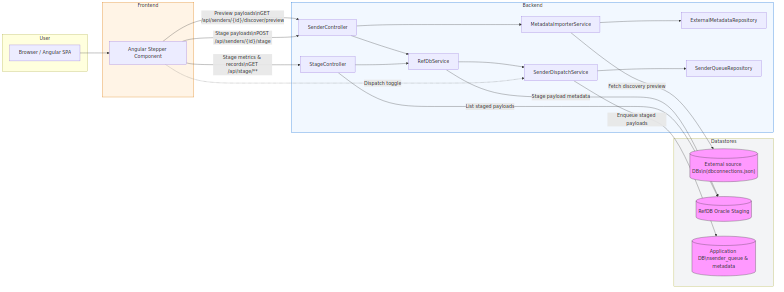 User
Browser / Angular SPA
Frontend
Angular Stepper
Component
Preview payloads\nGET
/api/senders/{id}/discover/preview
Stage payloads\nPOST
/api/senders/{id}/stage
Stage metrics &
records\nGET
/api/stage/**
Dispatch toggle
Backend
SenderController
StageController
RefDbService
MetadataImporterService
SenderDispatchService
ExternalMetadataRepository
SenderQueueRepository
Fetch discovery preview
Stage payload metadata
List staged payloads
Enqueue staged
payloads
Datastores
External source
DBs\n(dbconnections.json)
RefDB Oracle Staging
Application
DB\nsender_queue &
metadata